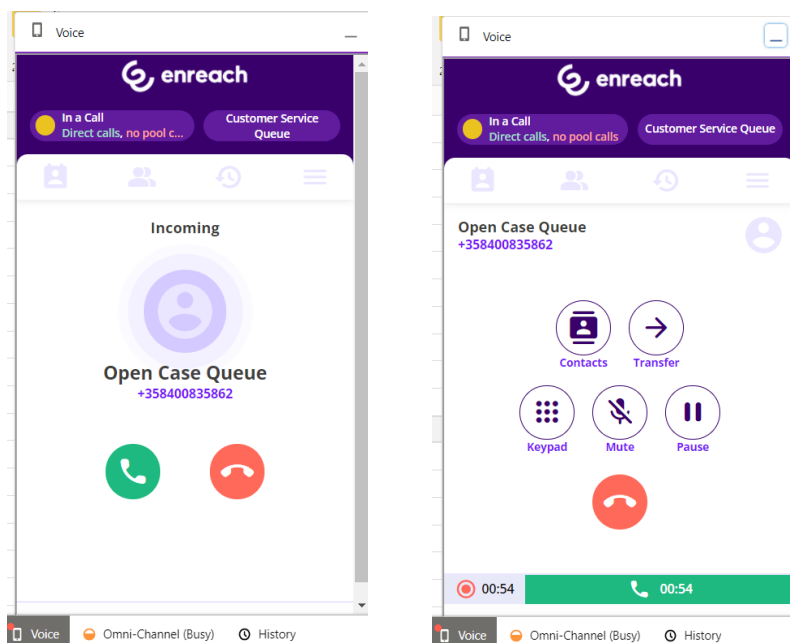 Voice
enreach
In a Call
Direct calls, no pool c...
Customer Service
Queue
Incoming
Open Case Queue
+358400835862
Voice
Omni-Channel (Busy)
History
Voice
enreach
In a Call
Direct calls, no pool calls
Customer Service Queue
Open Case Queue
+358400835862
Contacts
Transfer
Keypad
Mute
Pause
00:54
00:54
Voice
Omni-Channel (Busy)
History